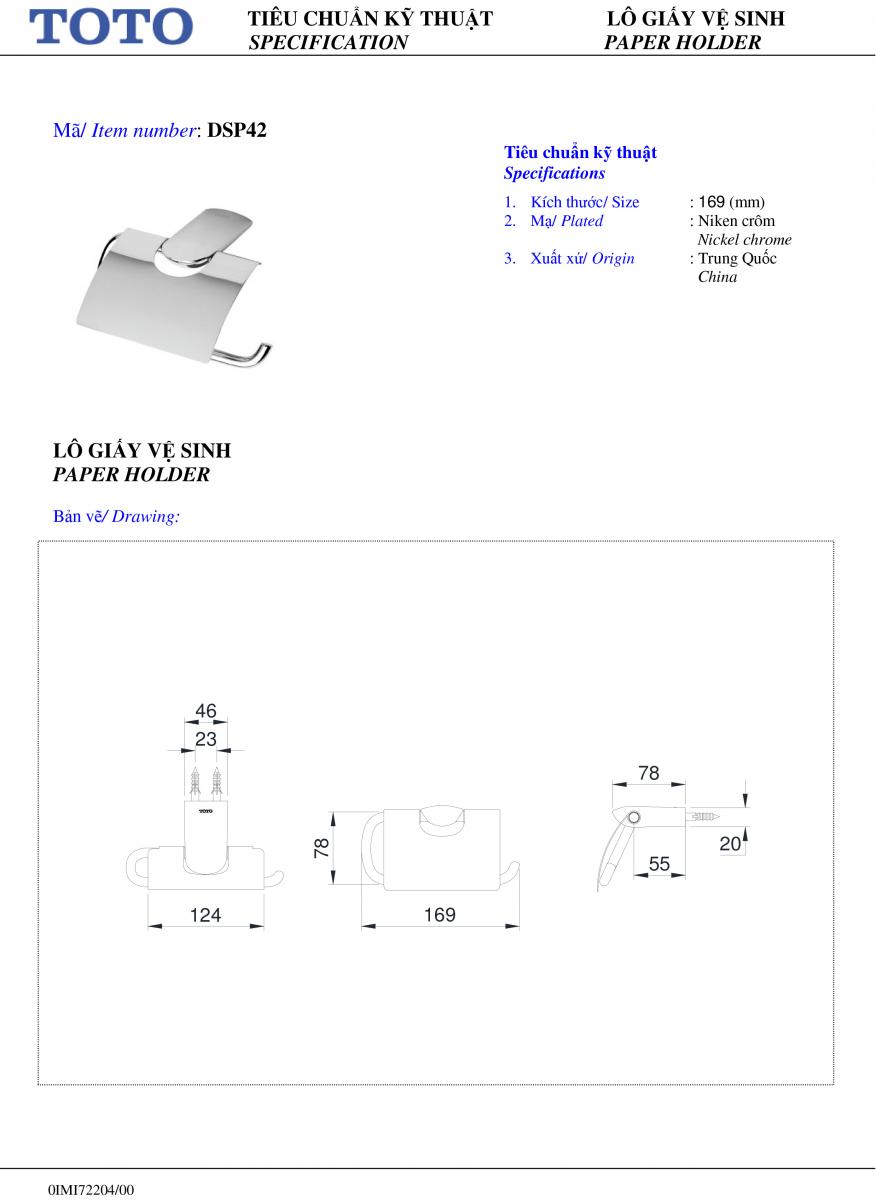 TOTO
TIÊU CHUẨN KỸ THUẬT
SPECIFICATION
LÔ GIẤY VỆ SINH
PAPER HOLDER
Mã/ Item number: DSP42
Tiêu chuẩn kỹ thuật
Specifications
1. Kích thước/ Size : 169 (mm)
2. Mạ/ Plated : Niken crôm
Nickel chrome
3. Xuất xứ/ Origin : Trung Quốc
China
LÔ GIẤY VỆ SINH
PAPER HOLDER
Bản vẽ/ Drawing:
46
23
TOTO
124
78
169
78
20
55
0IMI72204/00